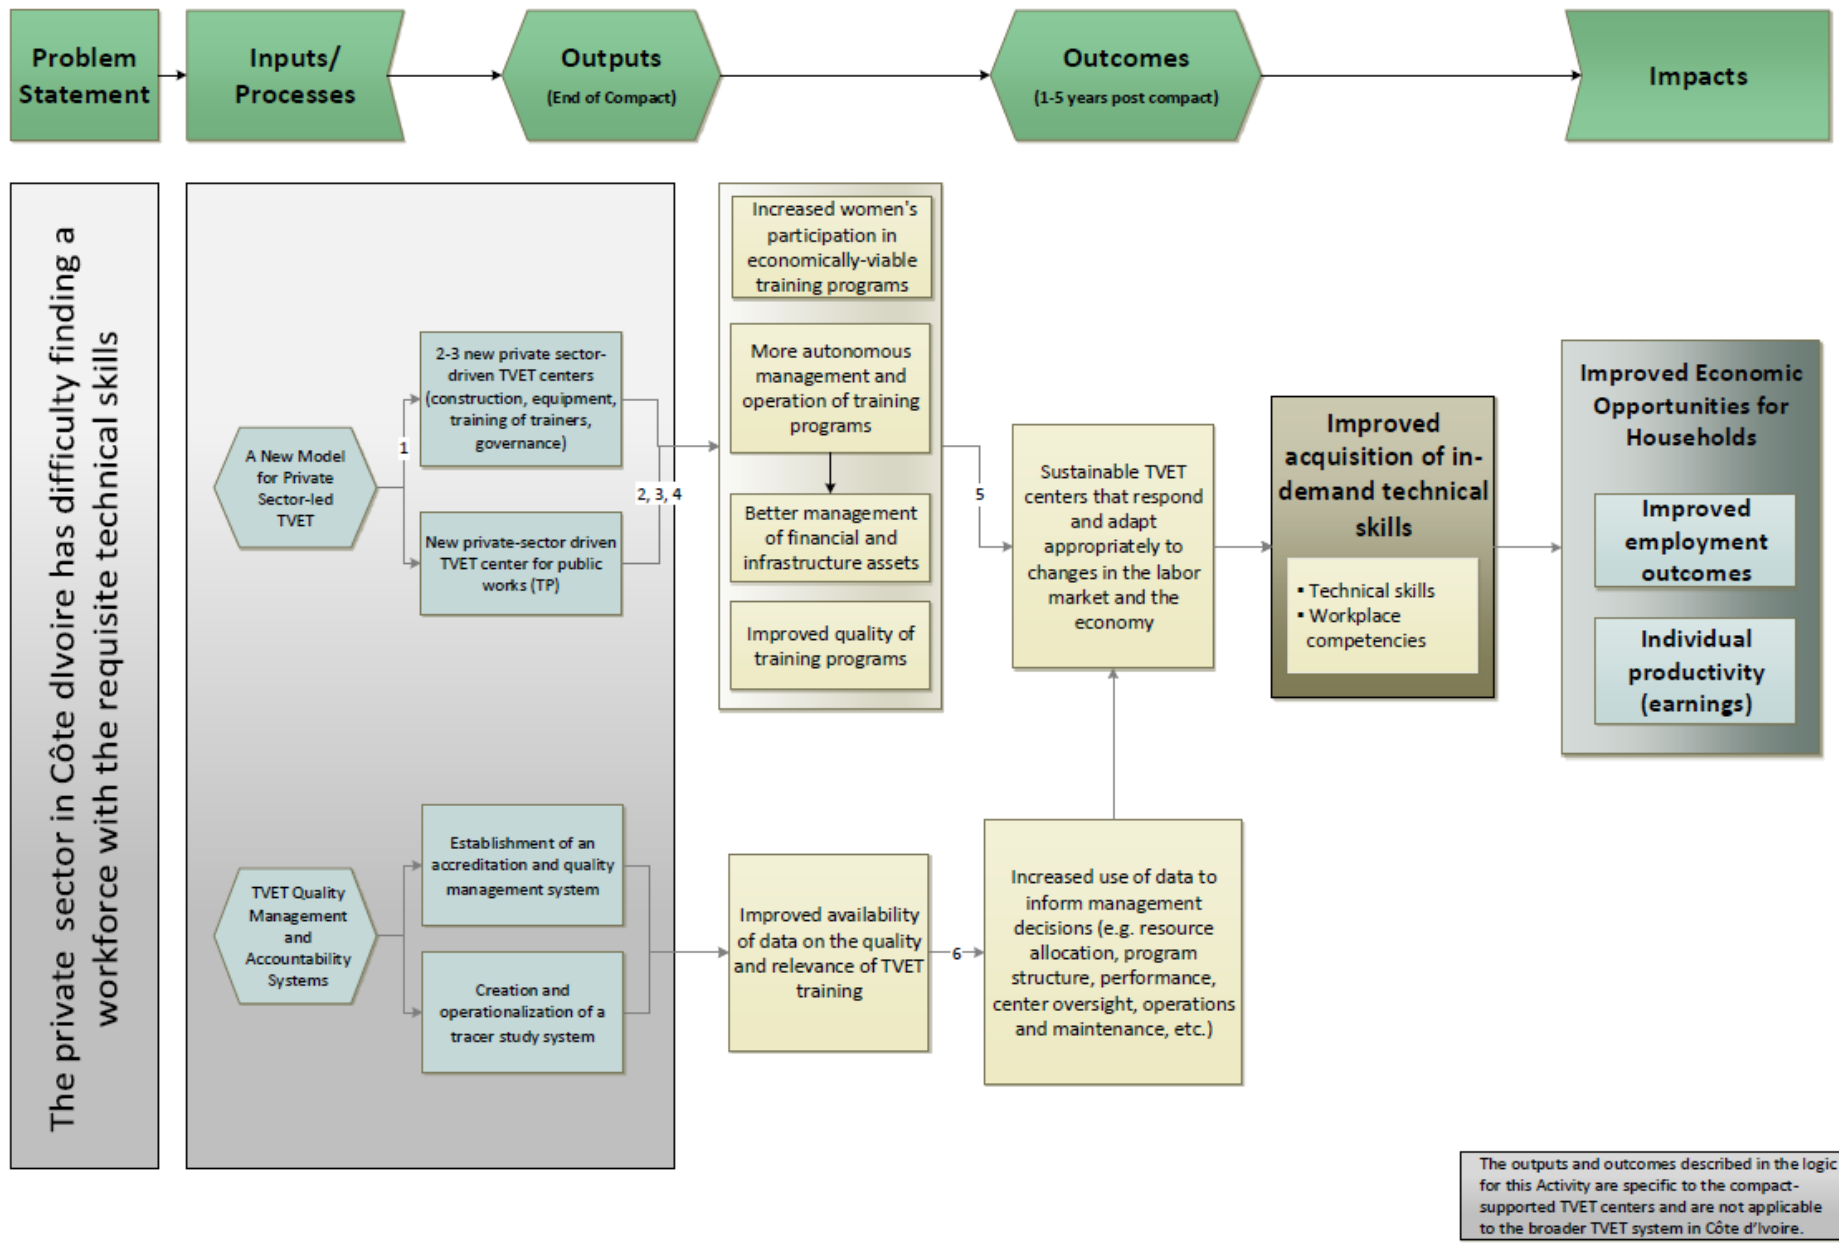 Problem
Statement
Inputs/
Processes
Outputs
(End of Compact)
Outcomes
(1-5 years post compact)
Impacts
The private sector in Côte dIvoire has difficulty finding a
workforce with the requisite technical skills
A New Model
for Private
Sector-led
TVET
1
2-3 new private sector-
driven TVET centers
(construction, equipment,
training of trainers,
governance)
New private-sector driven
TVET center for public
works (TP)
2, 3, 4
Increased women's
participation in
economically-viable
training programs
More autonomous
management and
operation of training
programs
Better management
of financial and
infrastructure assets
Improved quality of
training programs
5
Sustainable TVET
centers that respond
and adapt
appropriately to
changes in the labor
market and the
economy
Improved
acquisition of in-
demand technical
skills
▪ Technical skills
▪ Workplace
competencies
Improved Economic
Opportunities for
Households
Improved
employment
outcomes
Individual
productivity
(earnings)
TVET Quality
Management
and
Accountability
Systems
Establishment of an
accreditation and quality
management system
Creation and
operationalization of a
tracer study system
Improved availability
of data on the quality
and relevance of TVET
training
6
Increased use of data to
inform management
decisions (e.g. resource
allocation, program
structure, performance,
center oversight, operations
and maintenance, etc.)
The outputs and outcomes described in the logic
for this Activity are specific to the compact-
supported TVET centers and are not applicable
to the broader TVET system in Côte d'Ivoire.